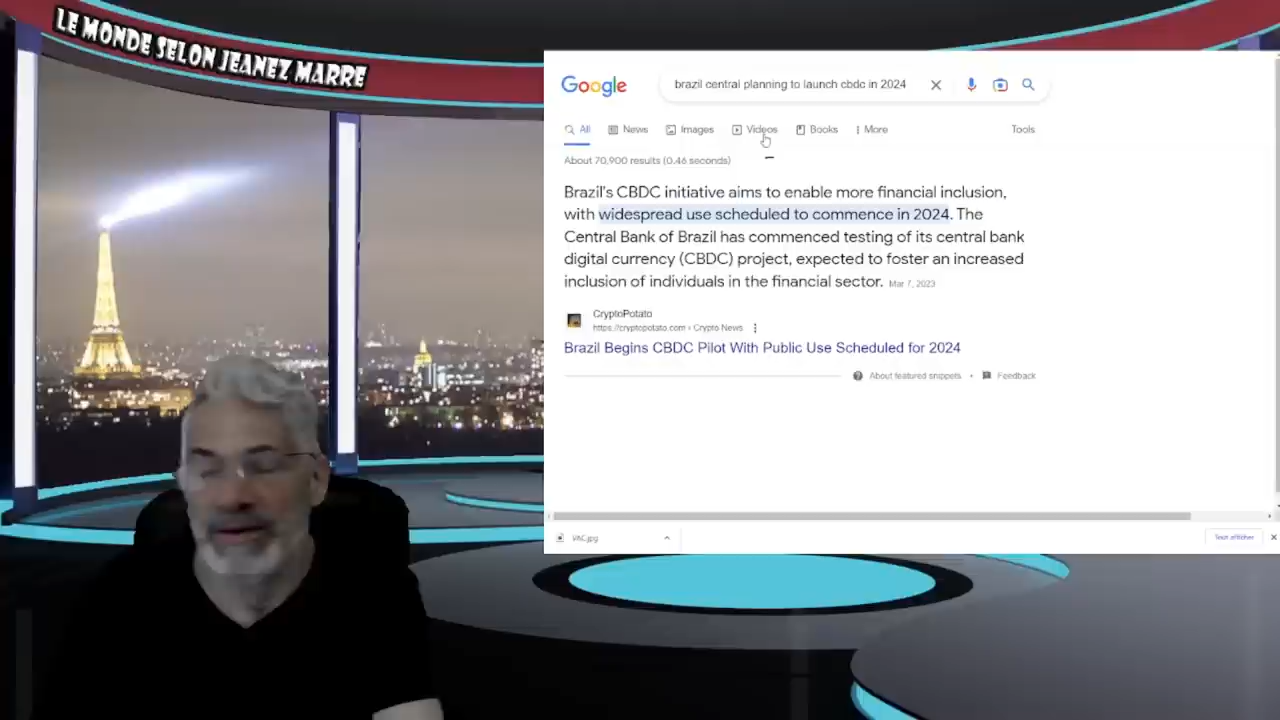 LE MONDE SELON JEANEZ MARRE
Google
brazil central planning to launch cbdc in 2024
All News Images Videos Books More Tools
About 70,900 results (0.46 seconds)
Brazil's CBDC initiative aims to enable more financial inclusion,
with widespread use scheduled to commence in 2024. The
Central Bank of Brazil has commenced testing of its central bank
digital currency (CBDC) project, expected to foster an increased
inclusion of individuals in the financial sector. Mar 7, 2023
CryptoPotato
https://cryptopotato.com › Crypto News
Brazil Begins CBDC Pilot With Public Use Scheduled for 2024
About featured snippets • Feedback
Tout afficher